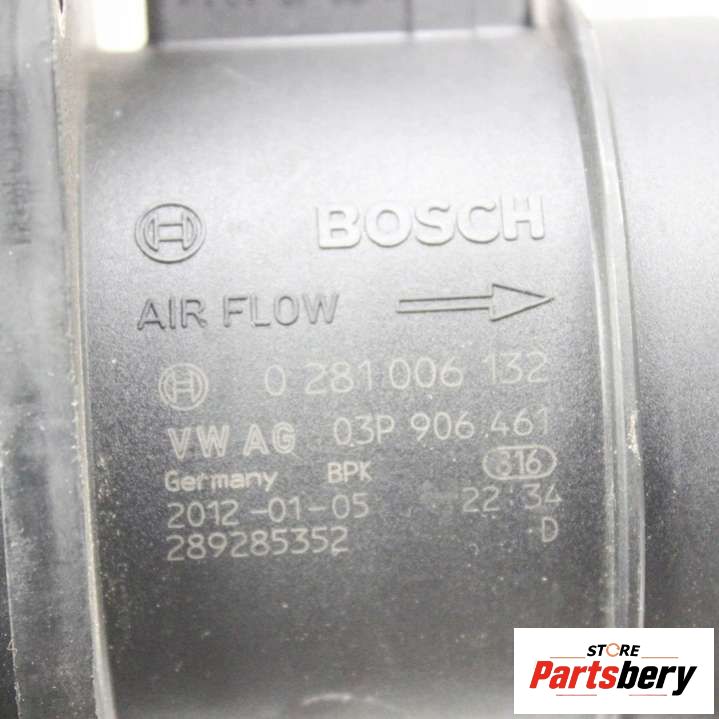 BOSCH
AIR FLOW
0 281 006 132
VW AG 03P 906 461
Germany BPK 816
2012-01-05 22:34
289285352 D
STORE
Partsbery